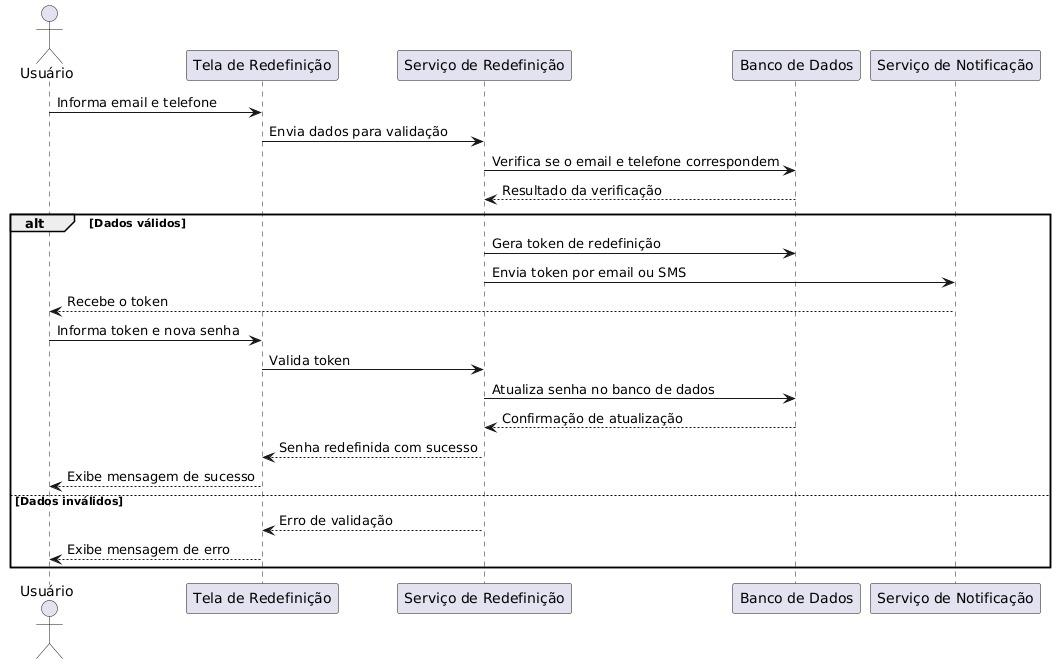 Usuário
Tela de Redefinição
Serviço de Redefinição
Banco de Dados
Serviço de Notificação
Informa email e telefone
Envia dados para validação
Verifica se o email e telefone correspondem
Resultado da verificação
alt
[Dados válidos]
Gera token de redefinição
Envia token por email ou SMS
Recebe o token
Informa token e nova senha
Valida token
Atualiza senha no banco de dados
Confirmação de atualização
Senha redefinida com sucesso
Exibe mensagem de sucesso
[Dados inválidos]
Erro de validação
Exibe mensagem de erro
Usuário
Tela de Redefinição
Serviço de Redefinição
Banco de Dados
Serviço de Notificação